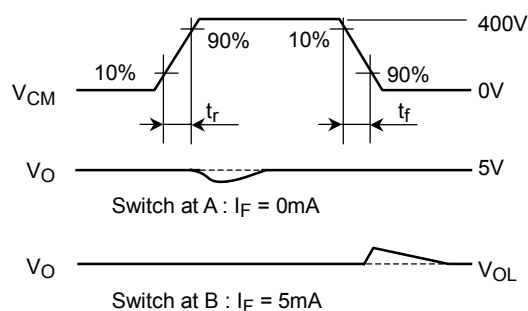 400V
90%
10%
10%
90%
VCM
0V
tr
tf
VO
5V
Switch at A : IF = 0mA
VO
VOL
Switch at B : IF = 5mA